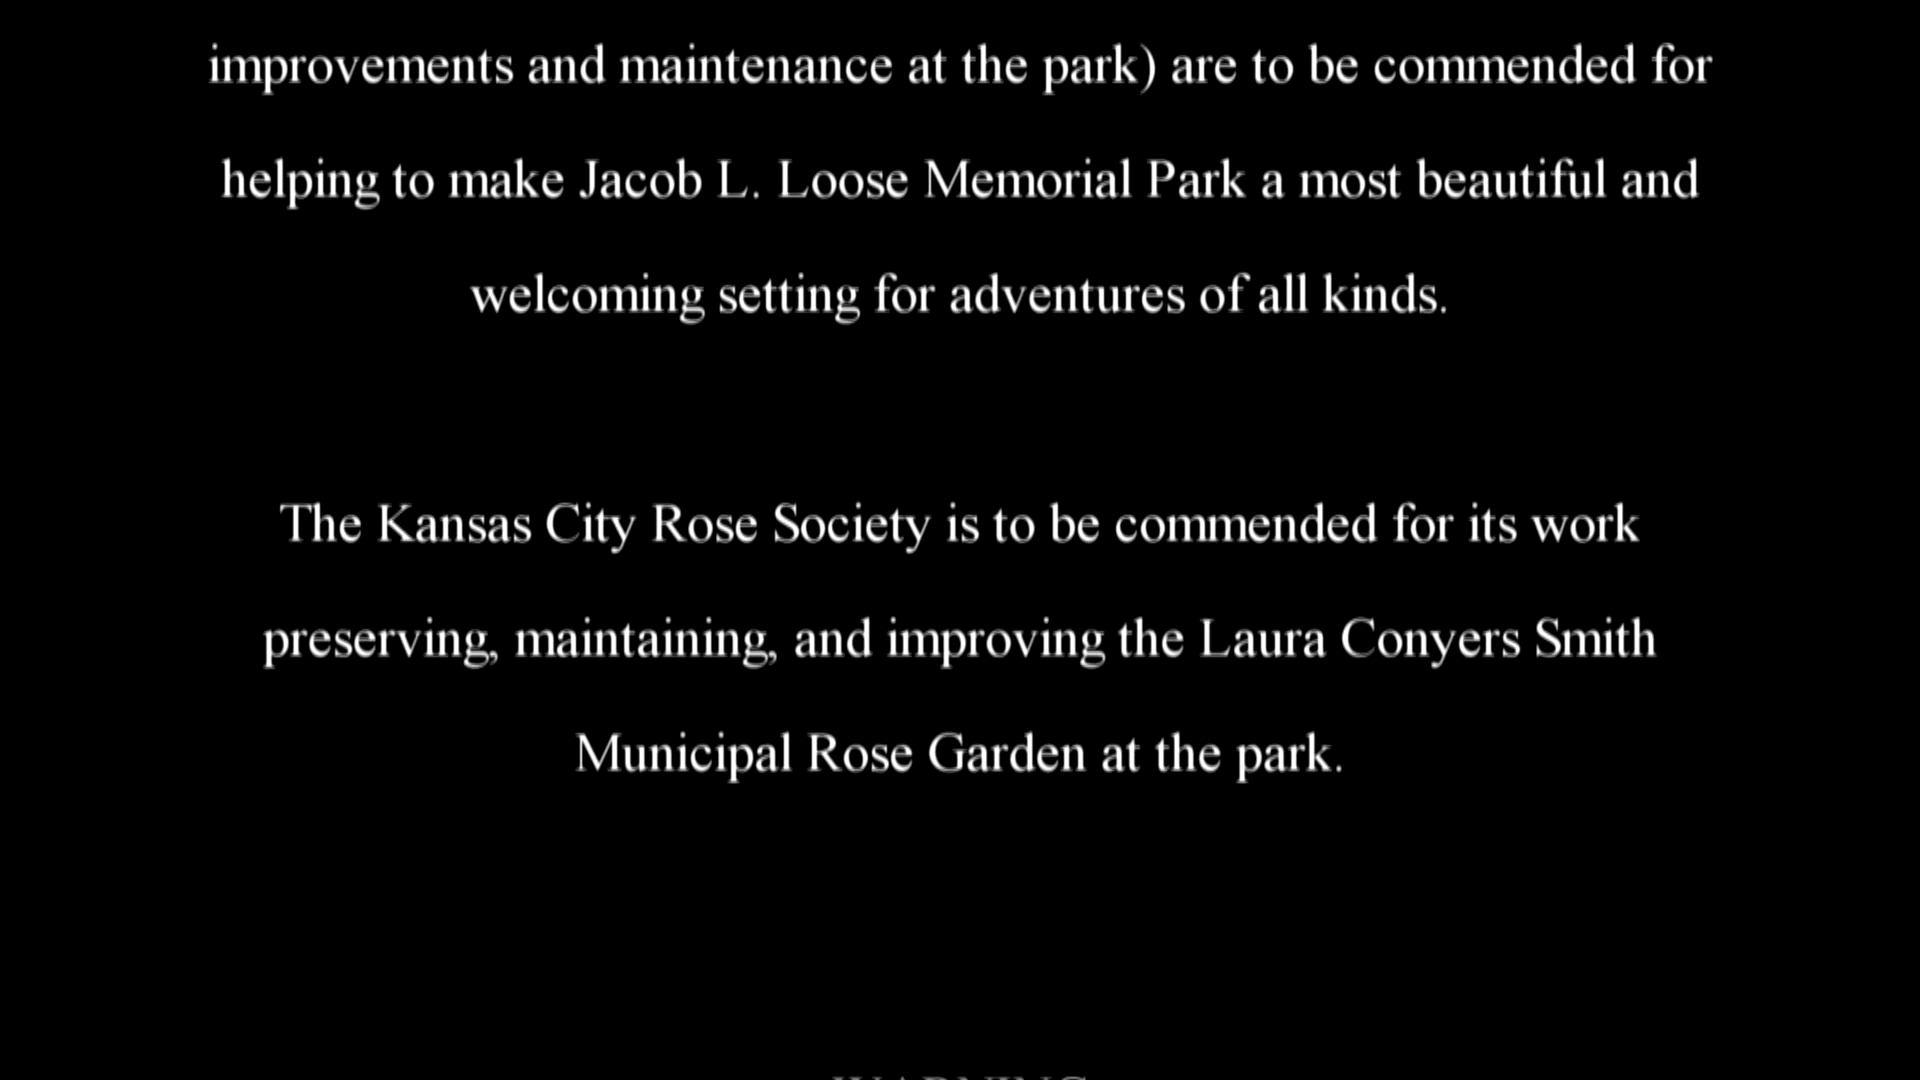 improvements and maintenance at the park) are to be commended for
helping to make Jacob L. Loose Memorial Park a most beautiful and
welcoming setting for adventures of all kinds.
The Kansas City Rose Society is to be commended for its work
preserving, maintaining, and improving the Laura Conyers Smith
Municipal Rose Garden at the park.
WARNING